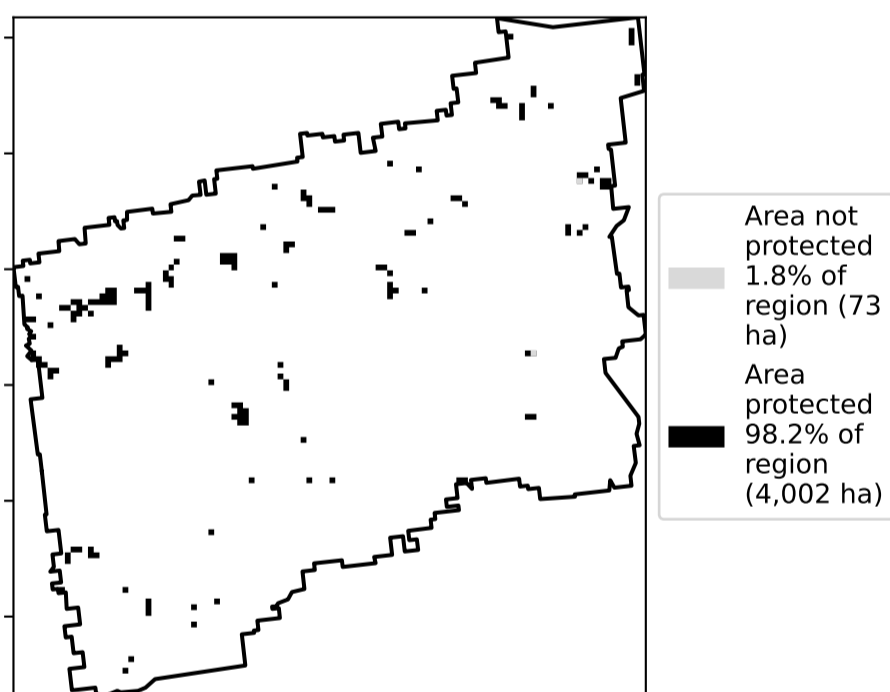 Area not
protected
1.8% of
region (73
ha)
Area
protected
98.2% of
region
(4,002 ha)